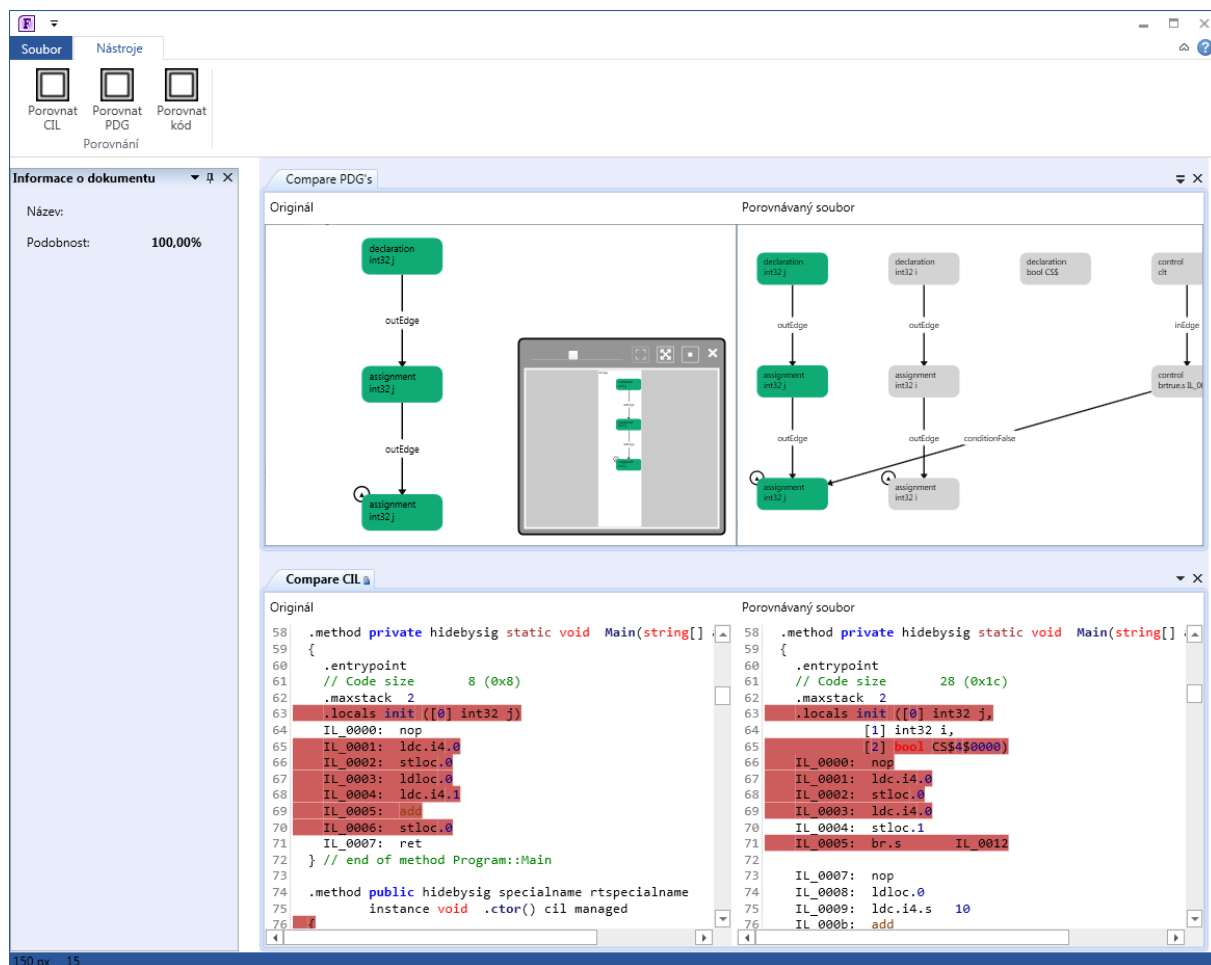 F
Soubor Nástroje
Porovnat Porovnat Porovnat
CIL PDG kód
Porovnání
Informace o dokumentu
Název:
Podobnost: 100,00%
Compare PDG's
Originál
declaration
int32 j
outEdge
assignment
int32 j
outEdge
assignment
int32 j
Porovnávaný soubor
declaration
int32 j
declaration
int32 i
declaration
bool CS$
control
clt
outEdge outEdge inEdge
assignment
int32 j
assignment
int32 i
control
brtrue.s IL_00
outEdge outEdge conditionFalse
assignment
int32 j
assignment
int32 i
Compare CIL
Originál
58 .method private hidebysig static void Main(string[]
59 {
60 .entrypoint
61 // Code size 8 (0x8)
62 .maxstack 2
63 .locals init ([0] int32 j)
64 IL_0000: nop
65 IL_0001: ldc.i4.0
66 IL_0002: stloc.0
67 IL_0003: ldloc.0
68 IL_0004: ldc.i4.1
69 IL_0005: add
70 IL_0006: stloc.0
71 IL_0007: ret
72 } // end of method Program::Main
73
74 .method public hidebysig specialname rtspecialname
75 instance void .ctor() cil managed
76 {
Porovnávaný soubor
58 .method private hidebysig static void Main(string[]
59 {
60 .entrypoint
61 // Code size 28 (0x1c)
62 .maxstack 2
63 .locals init ([0] int32 j,
64 [1] int32 i,
65 [2] bool CS$4$0000)
66 IL_0000: nop
67 IL_0001: ldc.i4.0
68 IL_0002: stloc.0
69 IL_0003: ldc.i4.0
70 IL_0004: stloc.1
71 IL_0005: br.s IL_0012
72
73 IL_0007: nop
74 IL_0008: ldloc.0
75 IL_0009: ldc.i4.s 10
76 IL_000b: add
150 px 15